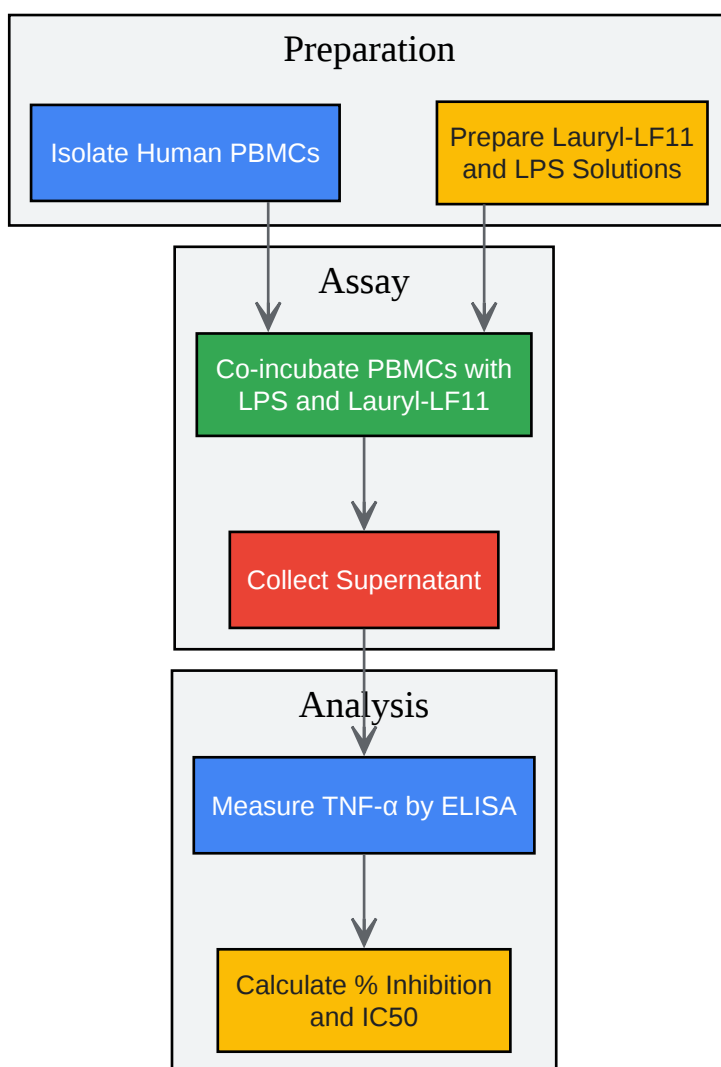 Preparation
Isolate Human PBMCs
Prepare Lauryl-LF11
and LPS Solutions
Assay
Co-incubate PBMCs with
LPS and Lauryl-LF11
Collect Supernatant
Analysis
Measure TNF-α by ELISA
Calculate % Inhibition
and IC50